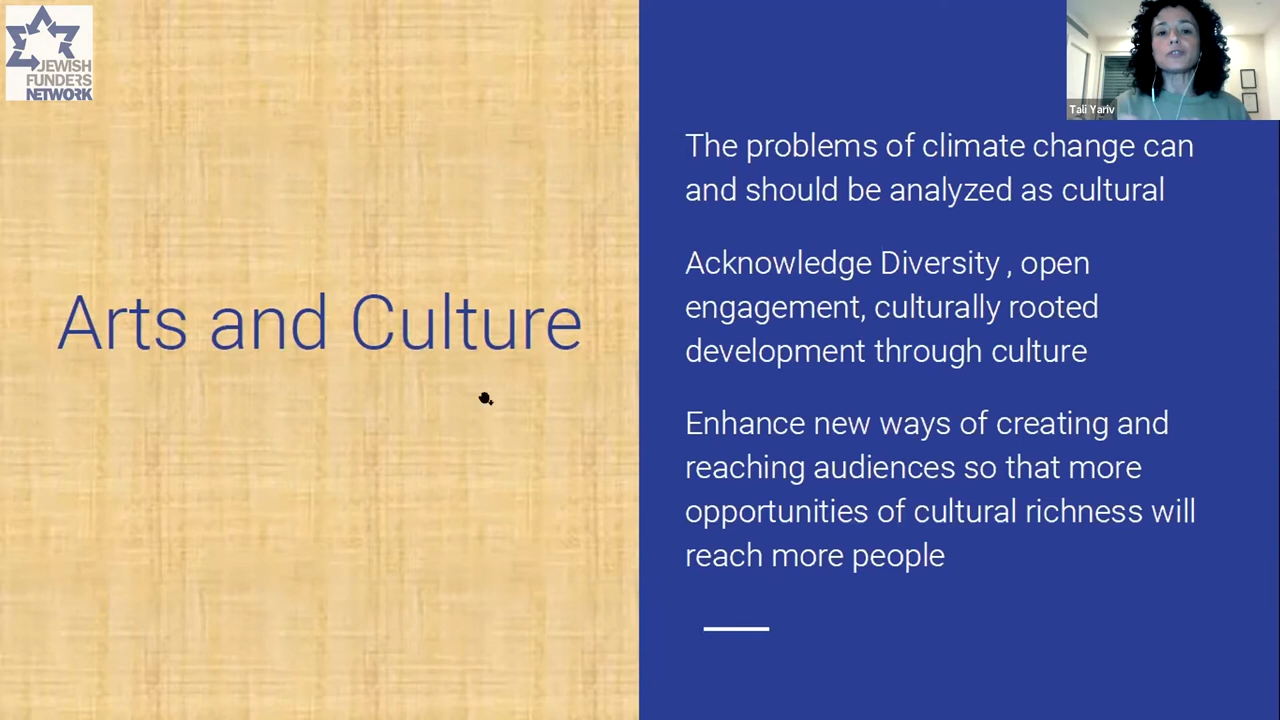 JEWISH
FUNDERS
NETWORK
Tali Yariv
Arts and Culture
The problems of climate change can
and should be analyzed as cultural
Acknowledge Diversity , open
engagement, culturally rooted
development through culture
Enhance new ways of creating and
reaching audiences so that more
opportunities of cultural richness will
reach more people